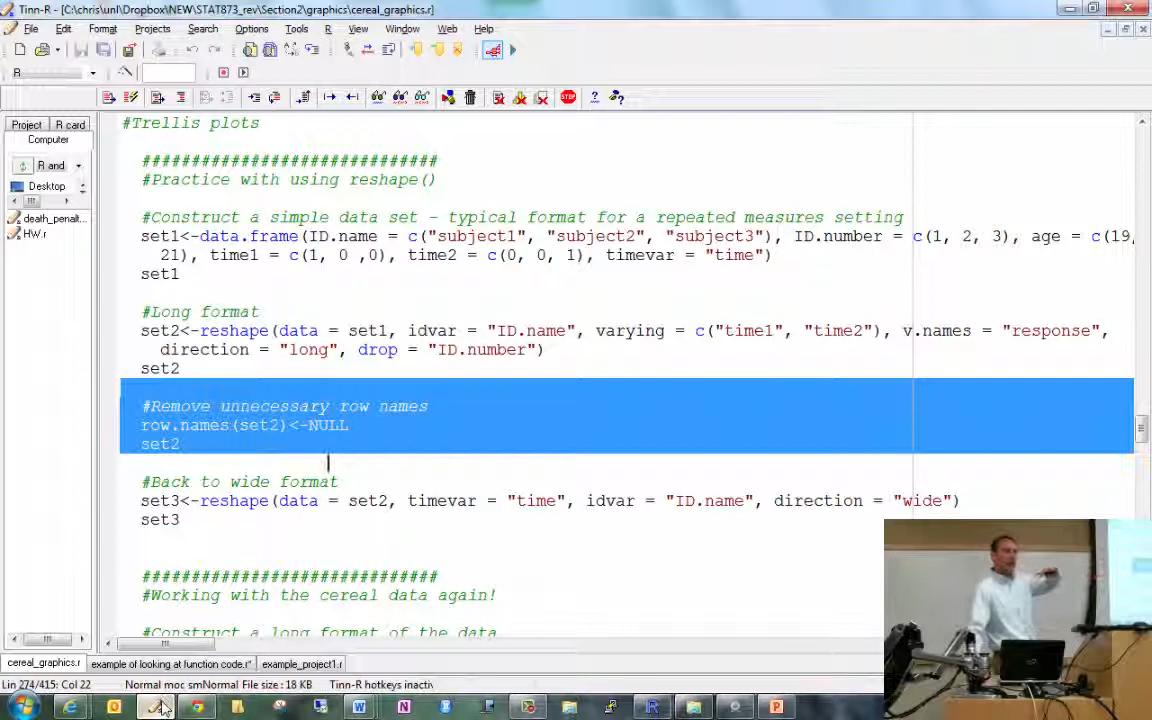 Tinn-R - [C:\chris\unl\Dropbox\NEW\STAT873_rev\Section2\graphics\cereal_graphics.r]
File Edit Format Projects Search Options Tools R View Window Web Help
R
Project R card
Computer
R and
Desktop
death_penalt...
HW.r
#Trellis plots
##############################
#Practice with using reshape()
#Construct a simple data set - typical format for a repeated measures setting
set1<-data.frame(ID.name = c("subject1", "subject2", "subject3"), ID.number = c(1, 2, 3), age = c(19,
21), time1 = c(1, 0 ,0), time2 = c(0, 0, 1), timevar = "time")
set1
#Long format
set2<-reshape(data = set1, idvar = "ID.name", varying = c("time1", "time2"), v.names = "response",
direction = "long", drop = "ID.number")
set2
#Remove unnecessary row names
row.names(set2)<-NULL
set2
#Back to wide format
set3<-reshape(data = set2, timevar = "time", idvar = "ID.name", direction = "wide")
set3
##############################
#Working with the cereal data again!
#Construct a long format of the data
cereal_graphics.r example of looking at function code.r* example_project1.r
Lin 274/415: Col 22 Normal moc smNormal File size: 18 KB Tinn-R hotkeys inactiv